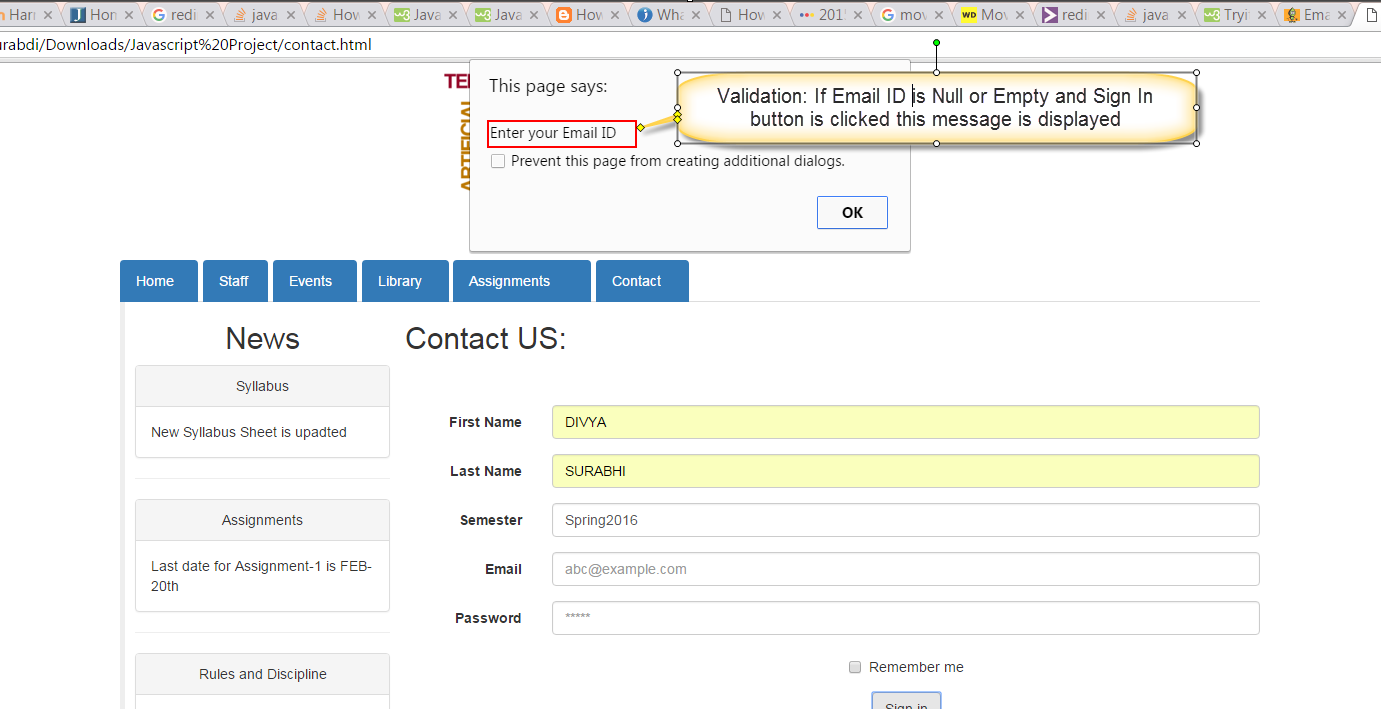 Harr Hom redi java How Java Java How Wha How 201 mov Mov redi java Tryi Ema
urabdi/Downloads/Javascript%20Project/contact.html
This page says:
Enter your Email ID
Prevent this page from creating additional dialogs.
OK
Validation: If Email ID is Null or Empty and Sign In
button is clicked this message is displayed
ARTIFICIAL
Home Staff Events Library Assignments Contact
News
Syllabus
New Syllabus Sheet is upadted
Assignments
Last date for Assignment-1 is FEB-
20th
Rules and Discipline
Contact US:
First Name DIVYA
Last Name SURABHI
Semester Spring2016
Email abc@example.com
Password *****
Remember me
Sign in